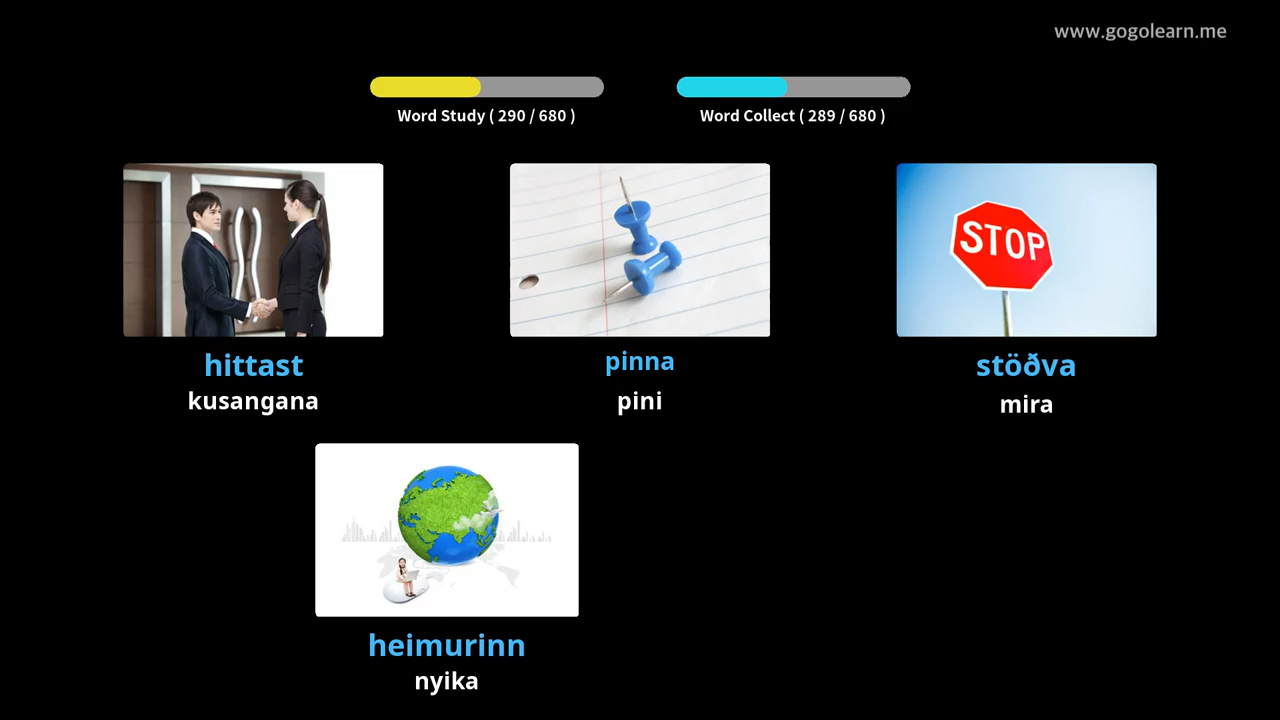 www.gogolearn.me
Word Study ( 290 / 680 )
Word Collect ( 289 / 680 )
STOP
hittast
kusangana
pinna
pini
stöðva
mira
heimurinn
nyika